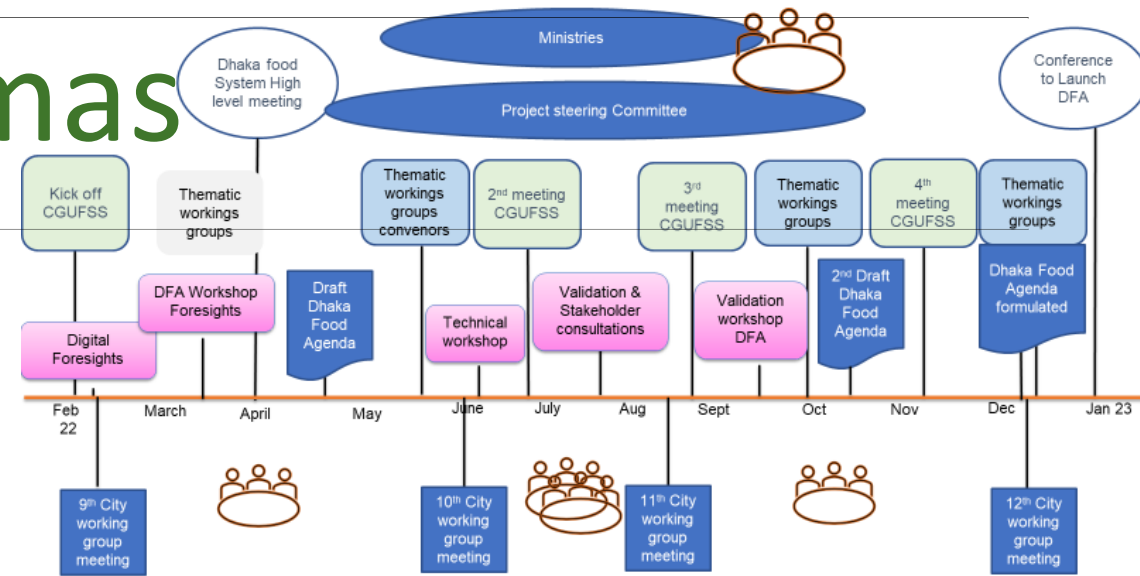 mas
Ministries
Project steering Committee
Dhaka food
System High
level meeting
Conference
to Launch
DFA
Kick off
CGUFSS
Thematic
workings
groups
Thematic
workings
groups
convenors
2nd meeting
CGUFSS
3rd
meeting
CGUFSS
Thematic
workings
groups
4th
meeting
CGUFSS
Thematic
workings
groups
Digital
Foresights
DFA Workshop
Foresights
Draft
Dhaka
Food
Agenda
Technical
workshop
Validation &
Stakeholder
consultations
Validation
workshop
DFA
2nd Draft
Dhaka
Food
Agenda
Dhaka Food
Agenda
formulated
Feb
22
March
April
May
June
July
Aug
Sept
Oct
Nov
Dec
Jan 23
9th City
working
group
meeting
10th City
working
group
meeting
11th City
working
group
meeting
12th City
working
group
meeting